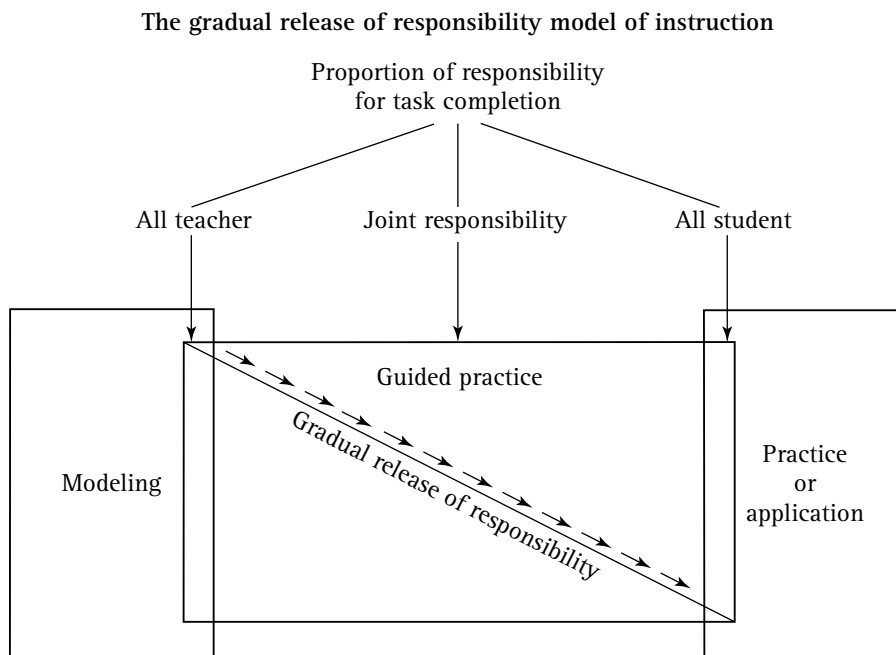 The gradual release of responsibility model of instruction
Proportion of responsibility
for task completion
All teacher
Joint responsibility
All student
Guided practice
Gradual release of responsibility
Modeling
Practice
or
application